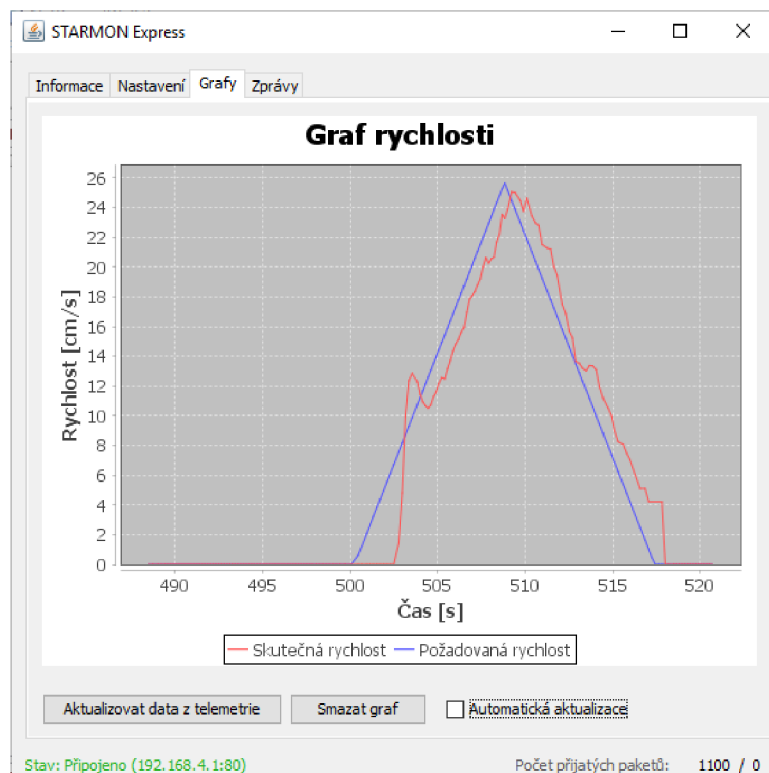 STARMON Express
Informace Nastavení Grafy Zprávy
Graf rychlosti
Rychlost [cm/s]
26
24
22
20
18
16
14
12
10
8
6
4
2
0
490 495 500 505 510 515 520
Čas [s]
Skutečná rychlost Požadovaná rychlost
Aktualizovat data z telemetrie Smazat graf Automatická aktualizace
Stav: Připojeno (192.168.4.1:80) Počet přijatých paketů: 1100 / 0